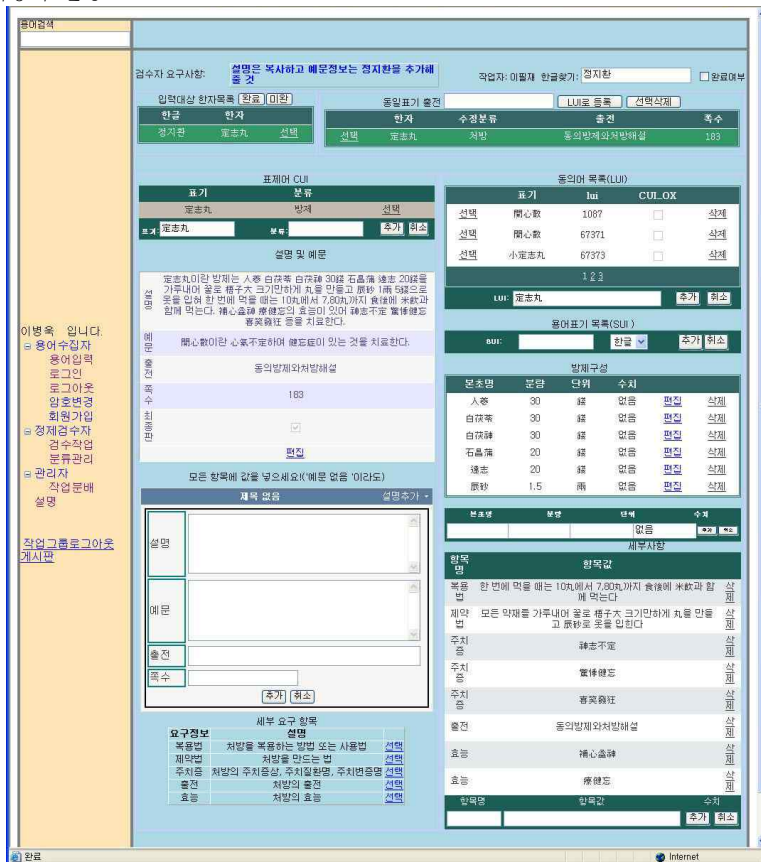 용어검색
검수자 요구사항: 설명은 복사하고 예문정보는 정지환을 추가해
줄 것
작업자: 이필재 한글찾기: 정지환 완료여부
입력대상 한자목록 완료 미완
한글 한자
정지환 定志丸 선택
동일표기 출전 LUI로 등록 선택삭제
한자 수정분류 출전 쪽수
선택 定志丸 처방 동의방제와처방해설 183
표제어 CUI
표기 분류
定志丸 방제 선택
표기: 定志丸 분류: 추가 취소
설명 및 예문
설명
定志丸이란 방제는 人蔘 白茯苓 白茯神 30錢 石菖蒲 遠志 20錢을
가루내어 꿀로 梧子大 크기만하게 丸을 만들고 辰砂 1兩 5錢으로
옷을 입혀 한 번에 먹을 때는 10丸에서 7,80丸까지 食後에 米飮과
함께 먹는다. 補心益神 療健忘의 효능이 있어 神志不定 驚悸健忘
喜笑發狂 등을 치료한다.
예문 開心散이란 心氣不定하여 健忘症이 있는 것을 치료한다.
출전 동의방제와처방해설
쪽수 183
최종판
편집
모든 항목에 값을 넣으세요!('예문 없음 '이라도)
제목 없음 설명추가
설명
예문
출전
쪽수
추가 취소
세부 요구 항목
요구정보 설명
복용법 처방을 복용하는 방법 또는 사용법 선택
제약법 처방을 만드는 법 선택
주치증 처방의 주치증상, 주치질환명, 주치변증명 선택
출전 처방의 출전 선택
효능 처방의 효능 선택
동의어 목록(LUI)
표기 lui CUI_OX
선택 開心散 1087 삭제
선택 開心散 67371 삭제
선택 小定志丸 67373 삭제
1 2 3
LUI: 定志丸 추가 취소
용어표기 목록(SUI )
SUI: 한글 추가 취소
방제구성
본초명 분량 단위 수치
人蔘 30 錢 없음 편집 삭제
白茯苓 30 錢 없음 편집 삭제
白茯神 30 錢 없음 편집 삭제
石菖蒲 20 錢 없음 편집 삭제
遠志 20 錢 없음 편집 삭제
辰砂 1.5 兩 없음 편집 삭제
본초명 분량 단위 수치
없음 추가 취소
세부사항
항목명 항목값
복용법 한 번에 먹을 때는 10丸에서 7,80丸까지 食後에 米飮과 함께 먹는다 삭제
제약법 모든 약재를 가루내어 꿀로 梧子大 크기만하게 丸을 만들고 辰砂로 옷을 입힌다 삭제
주치증 神志不定 삭제
주치증 驚悸健忘 삭제
주치증 喜笑發狂 삭제
출전 동의방제와처방해설 삭제
효능 補心益神 삭제
효능 療健忘 삭제
항목명 항목값 수치
추가 취소
이병욱 입니다.
용어수집자
용어입력
로그인
로그아웃
암호변경
회원가입
정제검수자
검수작업
분류관리
관리자
작업분배
설명
작업그룹로그아웃
게시판
완료 Internet